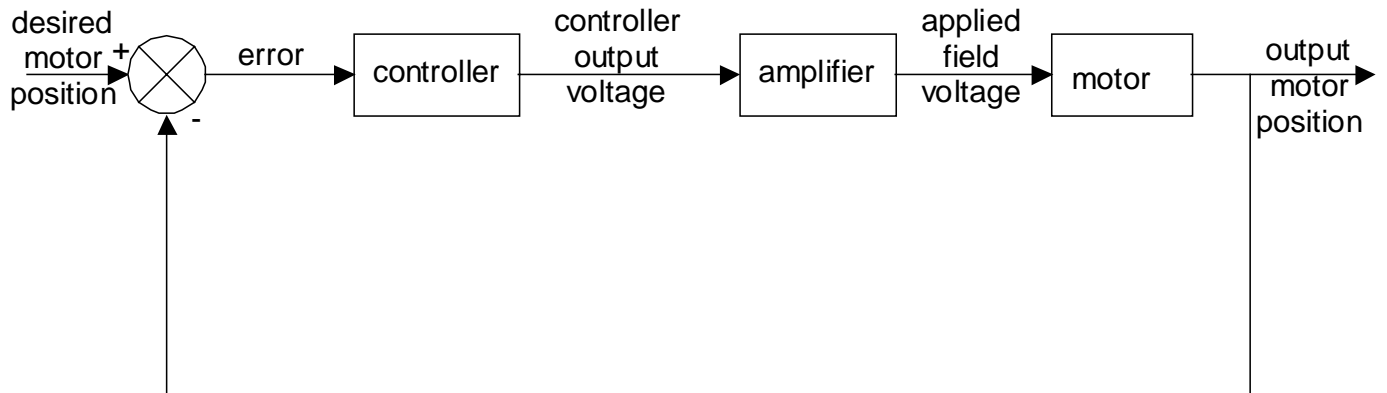 desired
motor
position
+
-
error
controller
controller
output
voltage
amplifier
applied
field
voltage
motor
output
motor
position